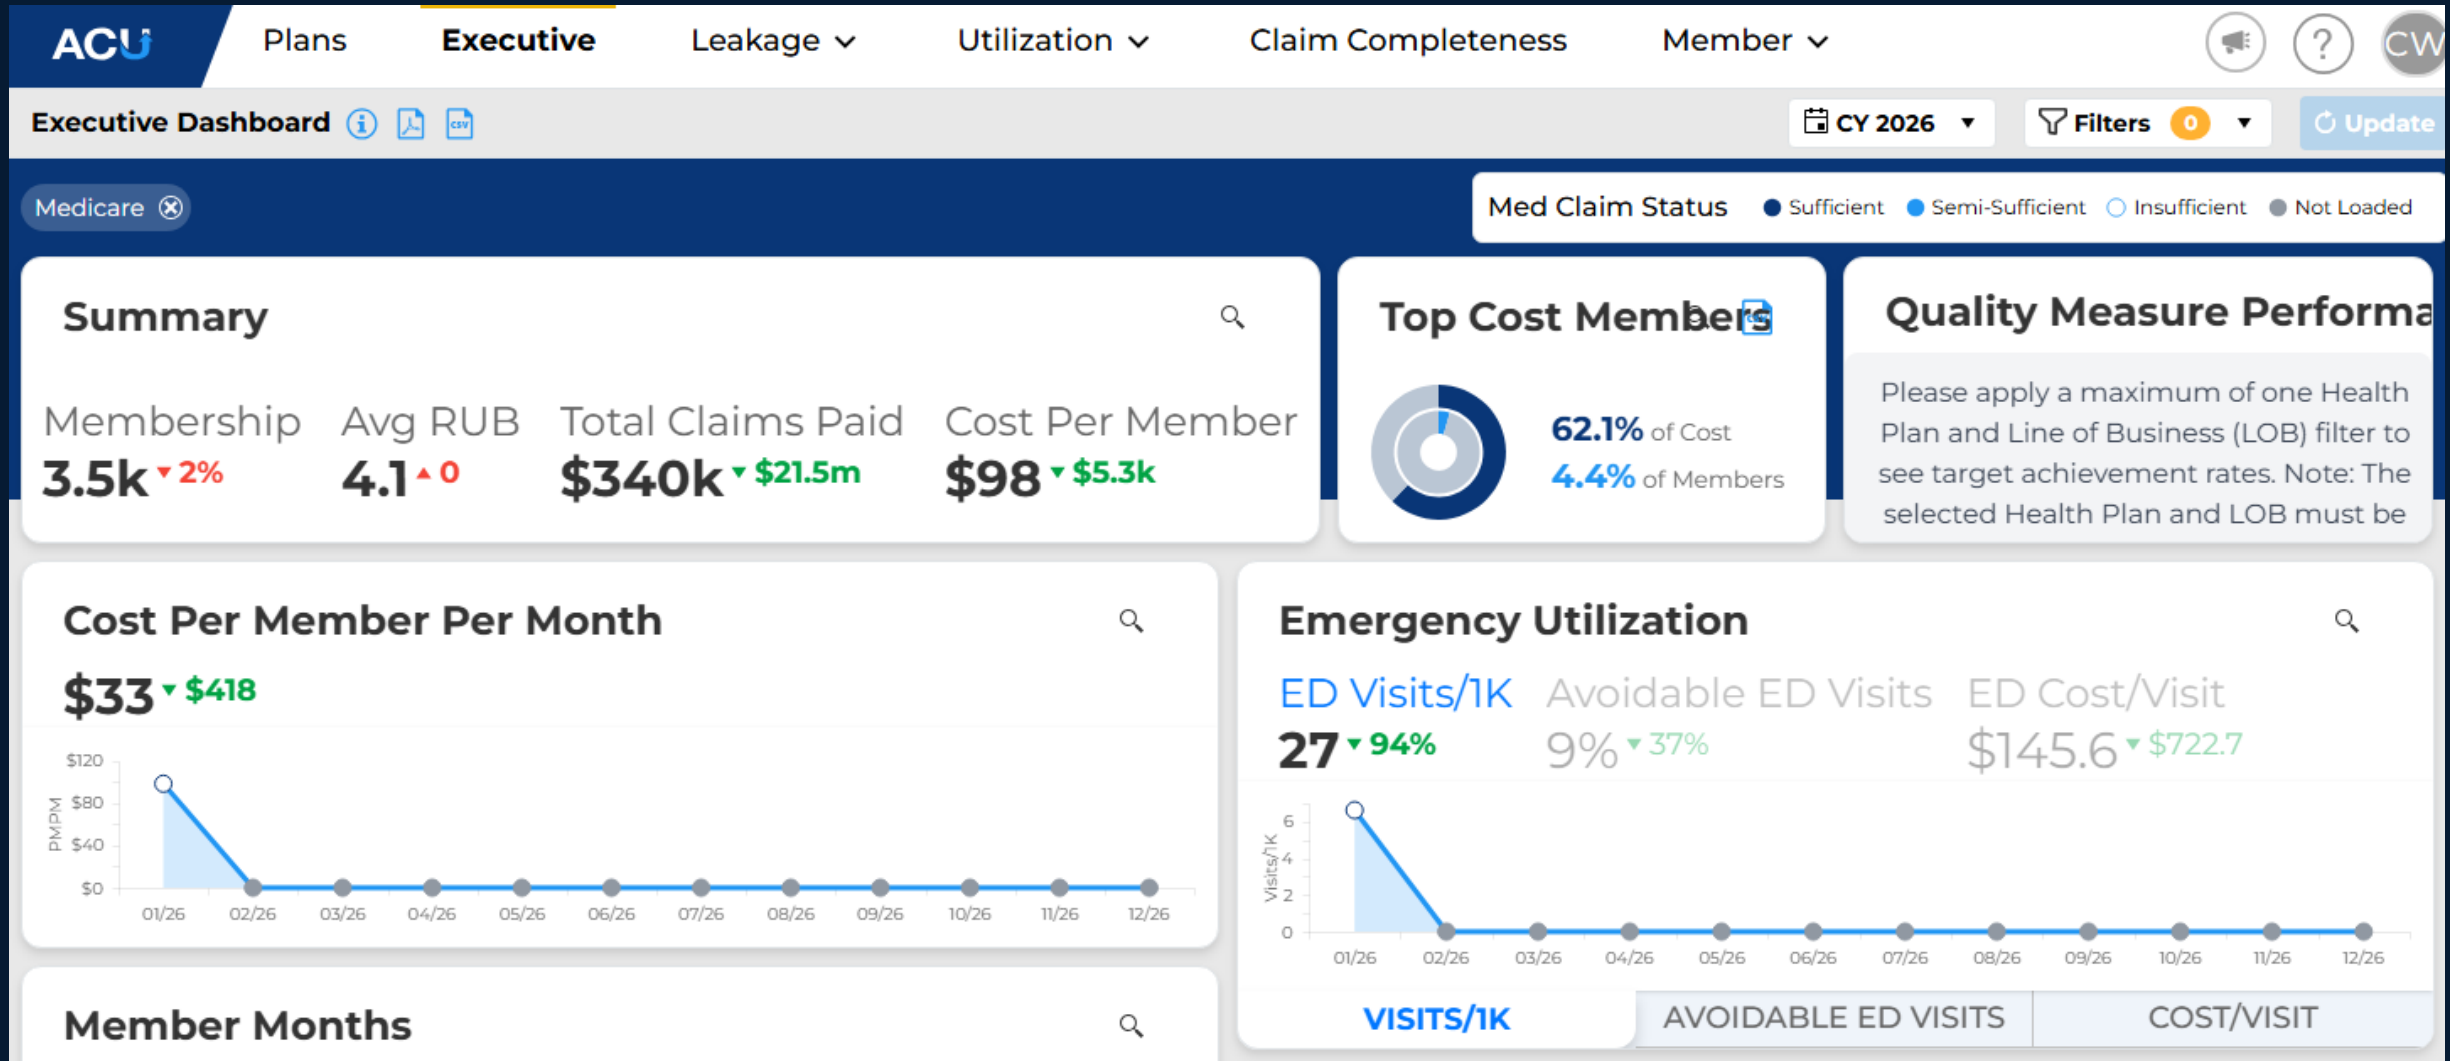 ACU Plans Executive Leakage Utilization Claim Completeness Member ? CW
Executive Dashboard CSV CY 2026 Filters 0 Update
Medicare Med Claim Status Sufficient Semi-Sufficient Insufficient Not Loaded
Summary
Membership Avg RUB Total Claims Paid Cost Per Member
3.5k 2% 4.1 0 $340k $21.5m $98 $5.3k
Top Cost Members
62.1% of Cost
4.4% of Members
Quality Measure Performa
Please apply a maximum of one Health
Plan and Line of Business (LOB) filter to
see target achievement rates. Note: The
selected Health Plan and LOB must be
Cost Per Member Per Month
$33 $418
PMPM
$120
$80
$40
$0
01/26 02/26 03/26 04/26 05/26 06/26 07/26 08/26 09/26 10/26 11/26 12/26
Emergency Utilization
ED Visits/1K Avoidable ED Visits ED Cost/Visit
27 94% 9% 37% $145.6 $722.7
Visits/1K
6
4
2
0
01/26 02/26 03/26 04/26 05/26 06/26 07/26 08/26 09/26 10/26 11/26 12/26
VISITS/1K AVOIDABLE ED VISITS COST/VISIT
Member Months